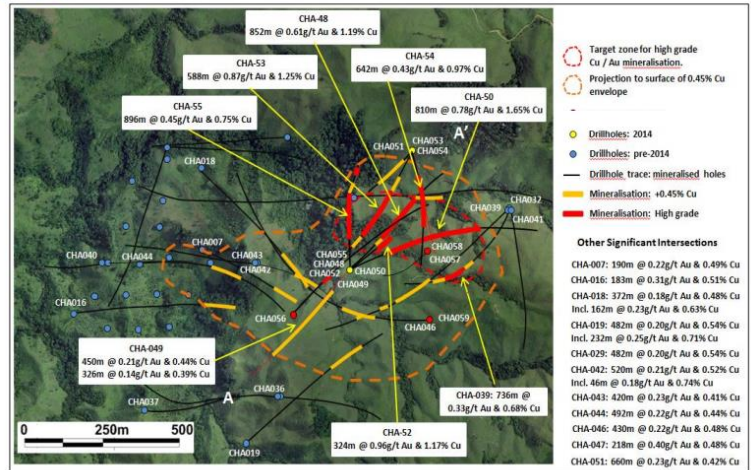 CHA-48
852m @ 0.61g/t Au & 1.19% Cu
CHA-53
588m @ 0.87g/t Au & 1.25% Cu
CHA-54
642m @ 0.43g/t Au & 0.97% Cu
CHA-55
896m @ 0.45g/t Au & 0.75% Cu
CHA-50
810m @ 0.78g/t Au & 1.65% Cu
A'
CHA051
CHA053
CHA054
CHA018
CHA039
CHA032
CHA041
CHA007
CHA040
CHA044
CHA043
CHA042
CHA055
CHA048
CHA052
CHA050
CHA049
CHA058
CHA057
CHA016
CHA056
CHA046
CHA059
CHA-049
450m @ 0.21g/t Au & 0.44% Cu
326m @ 0.14g/t Au & 0.39% Cu
CHA-039: 736m @
0.33g/t Au & 0.68% Cu
CHA-52
324m @ 0.96g/t Au & 1.17% Cu
A
CHA037
CHA036
CHA019
0 250m 500m
Target zone for high grade
Cu / Au mineralisation.
Projection to surface of 0.45% Cu
envelope
Drillholes: 2014
Drillholes: pre-2014
Drillhole trace: mineralised holes
Mineralisation: +0.45% Cu
Mineralisation: High grade
Other Significant Intersections
CHA-007: 190m @ 0.22g/t Au & 0.49% Cu
CHA-016: 183m @ 0.31g/t Au & 0.51% Cu
CHA-018: 372m @ 0.18g/t Au & 0.48% Cu
Incl. 162m @ 0.23g/t Au & 0.63% Cu
CHA-019: 482m @ 0.20g/t Au & 0.54% Cu
Incl. 232m @ 0.25g/t Au & 0.71% Cu
CHA-029: 482m @ 0.20g/t Au & 0.54% Cu
CHA-042: 520m @ 0.21g/t Au & 0.52% Cu
Incl. 46m @ 0.18g/t Au & 0.74% Cu
CHA-043: 420m @ 0.23g/t Au & 0.41% Cu
CHA-044: 492m @ 0.22g/t Au & 0.44% Cu
CHA-046: 430m @ 0.22g/t Au & 0.48% Cu
CHA-047: 218m @ 0.40g/t Au & 0.48% Cu
CHA-051: 660m @ 0.23g/t Au & 0.42% Cu